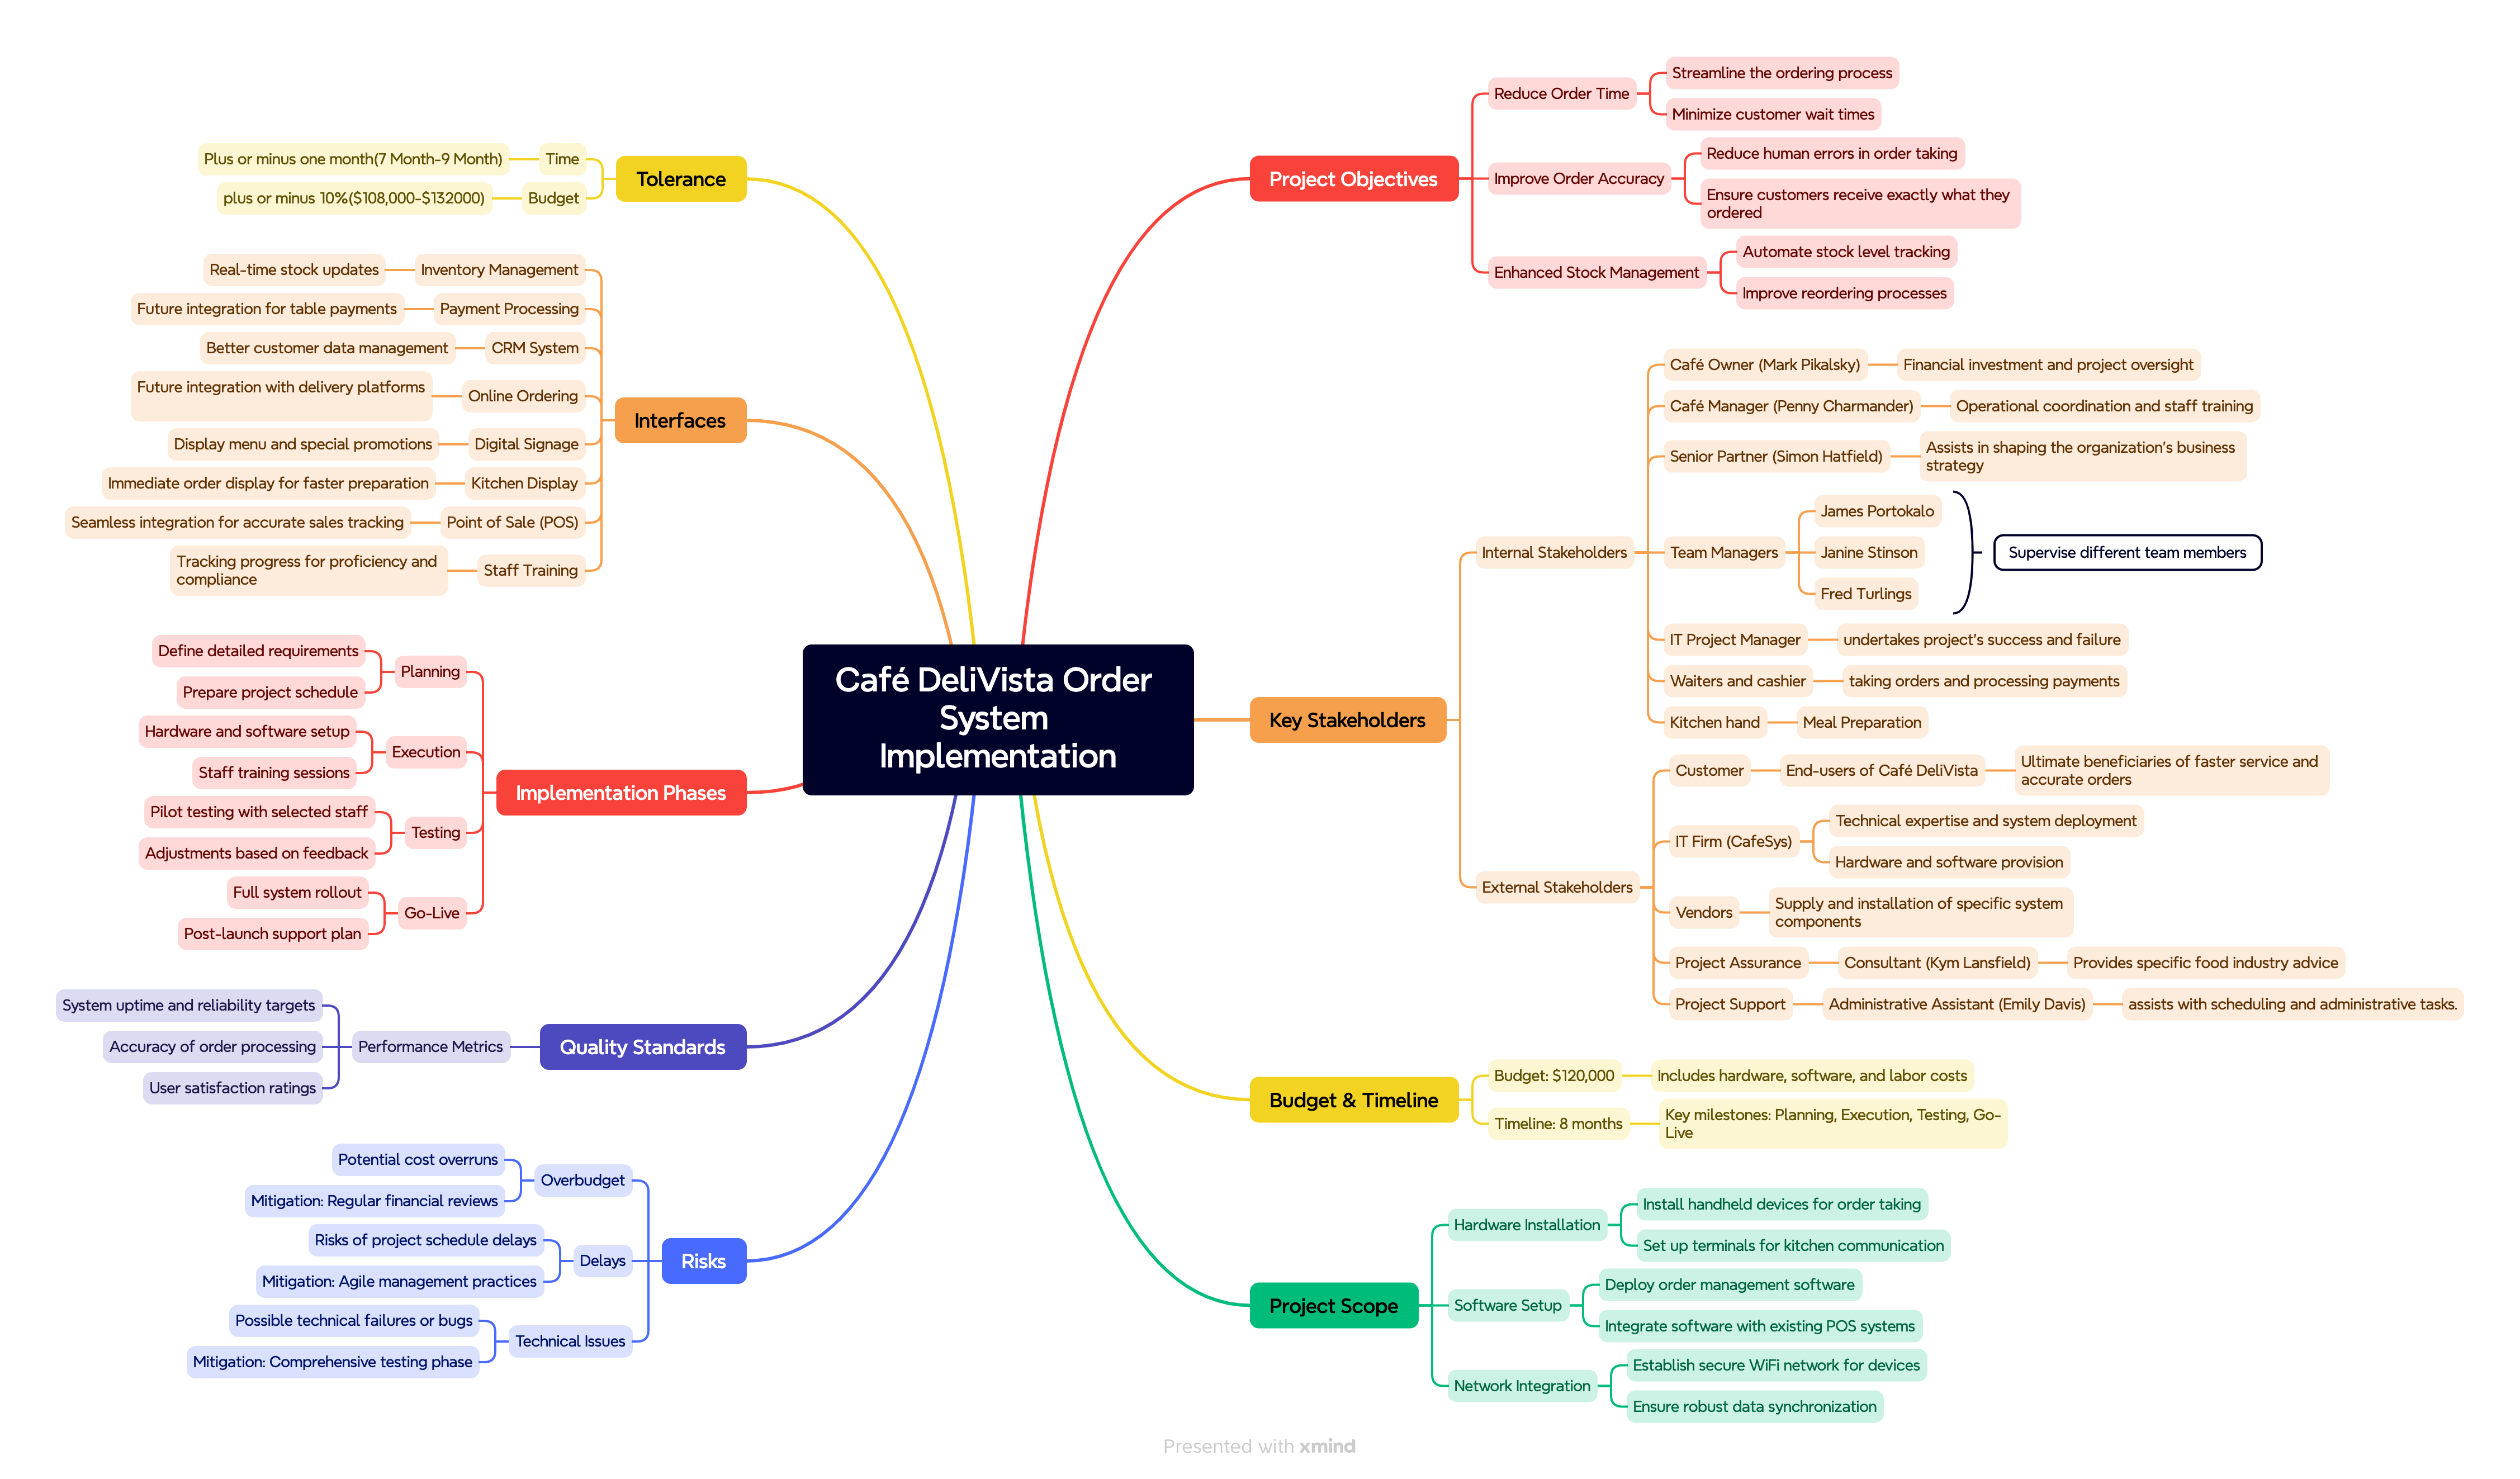 Café DeliVista Order
System
Implementation
Project Objectives
Reduce Order Time
Streamline the ordering process
Minimize customer wait times
Improve Order Accuracy
Reduce human errors in order taking
Ensure customers receive exactly what they
ordered
Enhanced Stock Management
Automate stock level tracking
Improve reordering processes
Key Stakeholders
Internal Stakeholders
Café Owner (Mark Pikalsky)
Financial investment and project oversight
Café Manager (Penny Charmander)
Operational coordination and staff training
Senior Partner (Simon Hatfield)
Assists in shaping the organization's business
strategy
Team Managers
James Portokalo
Janine Stinson
Fred Turlings
Supervise different team members
IT Project Manager
undertakes project's success and failure
Waiters and cashier
taking orders and processing payments
Kitchen hand
Meal Preparation
External Stakeholders
Customer
End-users of Café DeliVista
Ultimate beneficiaries of faster service and
accurate orders
IT Firm (CafeSys)
Technical expertise and system deployment
Hardware and software provision
Vendors
Supply and installation of specific system
components
Project Assurance
Consultant (Kym Lansfield)
Provides specific food industry advice
Project Support
Administrative Assistant (Emily Davis)
assists with scheduling and administrative tasks.
Budget & Timeline
Budget: $120,000
Includes hardware, software, and labor costs
Timeline: 8 months
Key milestones: Planning, Execution, Testing, Go-
Live
Project Scope
Hardware Installation
Install handheld devices for order taking
Set up terminals for kitchen communication
Software Setup
Deploy order management software
Integrate software with existing POS systems
Network Integration
Establish secure WiFi network for devices
Ensure robust data synchronization
Tolerance
Time
Plus or minus one month(7 Month-9 Month)
Budget
plus or minus 10%($108,000-$132000)
Interfaces
Inventory Management
Real-time stock updates
Payment Processing
Future integration for table payments
CRM System
Better customer data management
Online Ordering
Future integration with delivery platforms
Digital Signage
Display menu and special promotions
Kitchen Display
Immediate order display for faster preparation
Point of Sale (POS)
Seamless integration for accurate sales tracking
Staff Training
Tracking progress for proficiency and
compliance
Implementation Phases
Planning
Define detailed requirements
Prepare project schedule
Execution
Hardware and software setup
Staff training sessions
Testing
Pilot testing with selected staff
Adjustments based on feedback
Go-Live
Full system rollout
Post-launch support plan
Quality Standards
Performance Metrics
System uptime and reliability targets
Accuracy of order processing
User satisfaction ratings
Risks
Overbudget
Potential cost overruns
Mitigation: Regular financial reviews
Delays
Risks of project schedule delays
Mitigation: Agile management practices
Technical Issues
Possible technical failures or bugs
Mitigation: Comprehensive testing phase
Presented with xmind